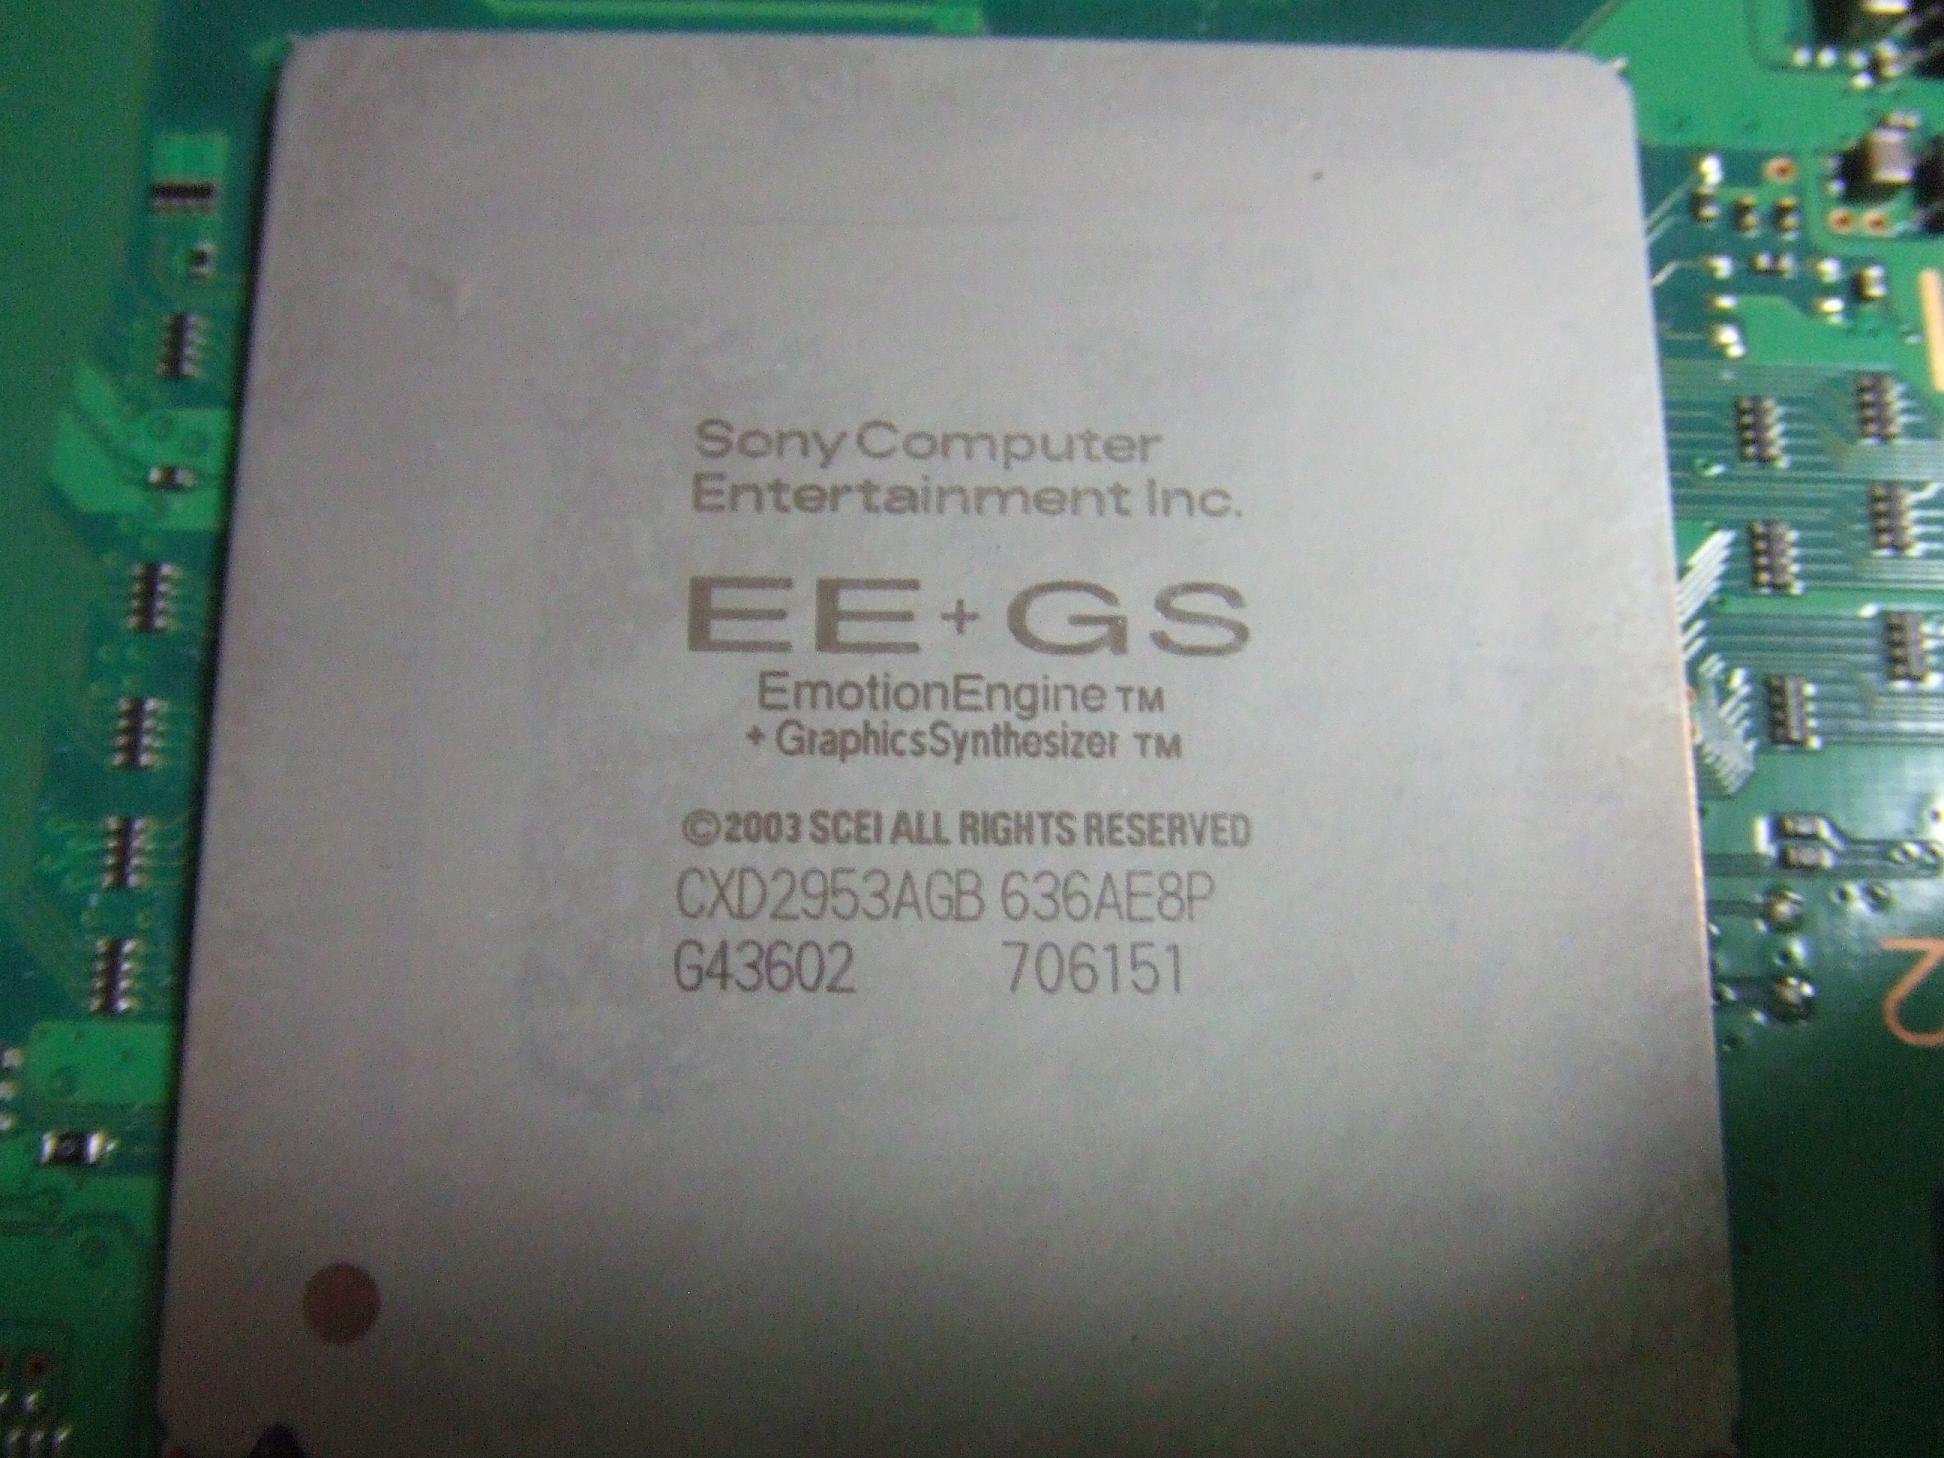 Sony Computer
Entertainment Inc.
EE+GS
EmotionEngine TM
+ GraphicsSynthesizer TM
©2003 SCEI ALL RIGHTS RESERVED
CXD2953AGB 636AE8P
G43602 706151
2